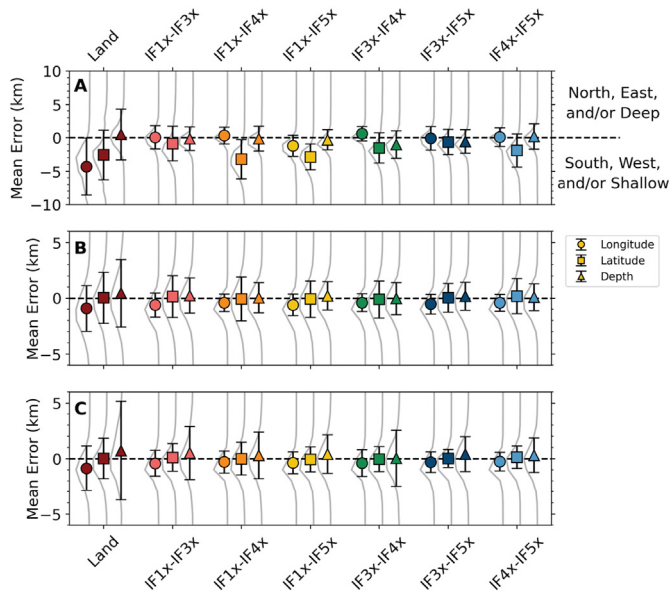 Land
IF1x-IF3x
IF1x-IF4x
IF1x-IF5x
IF3x-IF4x
IF3x-IF5x
IF4x-IF5x
A
Mean Error (km)
10
5
0
−5
−10
North, East,
and/or Deep
South, West,
and/or Shallow
B
Mean Error (km)
5
0
−5
Longitude
Latitude
Depth
C
Mean Error (km)
5
0
−5
Land
IF1x-IF3x
IF1x-IF4x
IF1x-IF5x
IF3x-IF4x
IF3x-IF5x
IF4x-IF5x